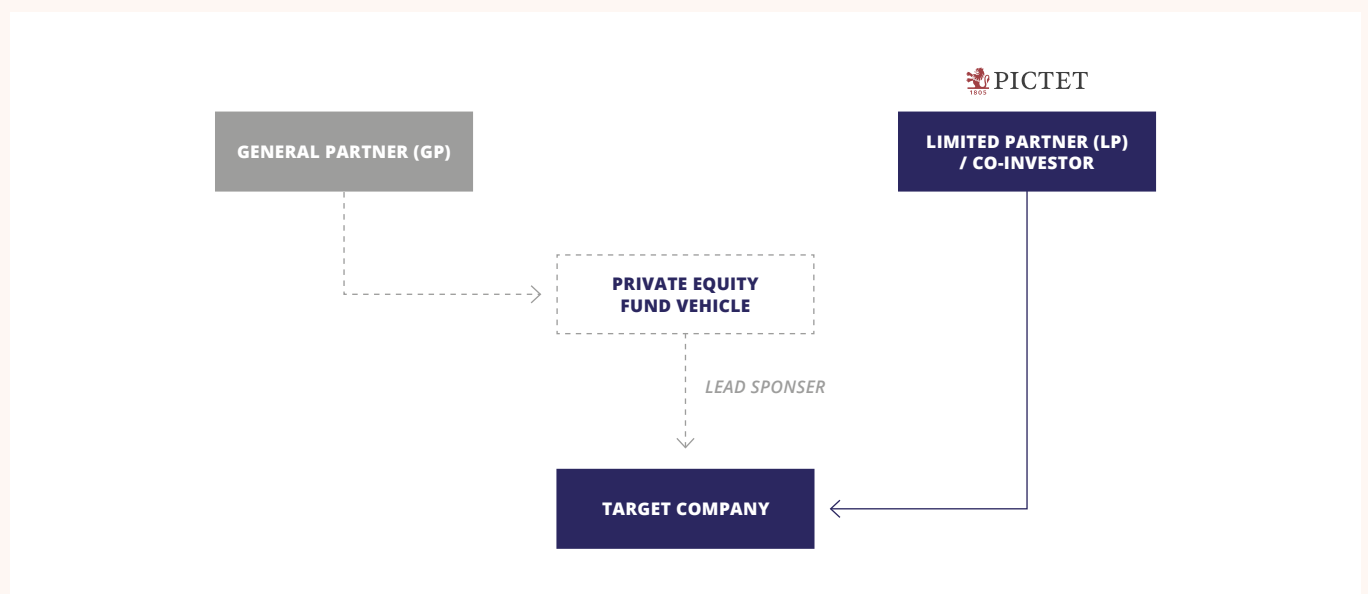 PICTET
1805
GENERAL PARTNER (GP)
LIMITED PARTNER (LP)
/ CO-INVESTOR
PRIVATE EQUITY
FUND VEHICLE
LEAD SPONSER
TARGET COMPANY